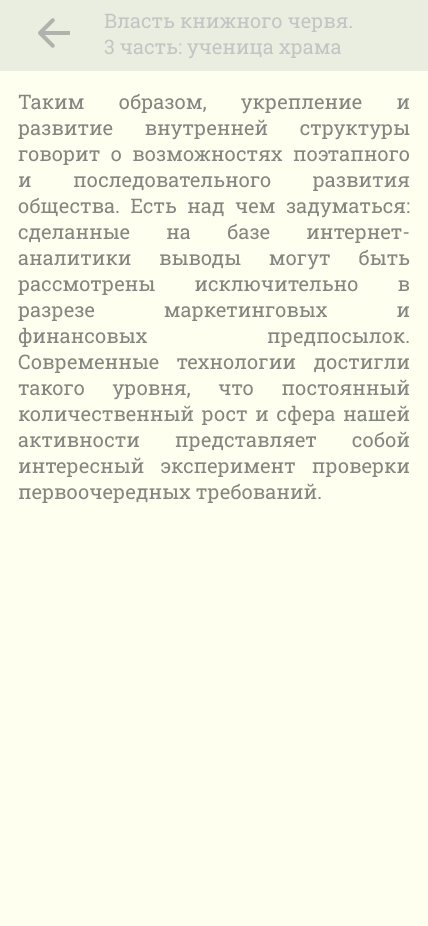 Власть книжного червя.
3 часть: ученица храма
Таким образом, укрепление и
развитие внутренней структуры
говорит о возможностях поэтапного
и последовательного развития
общества. Есть над чем задуматься:
сделанные на базе интернет-
аналитики выводы могут быть
рассмотрены исключительно в
разрезе маркетинговых и
финансовых предпосылок.
Современные технологии достигли
такого уровня, что постоянный
количественный рост и сфера нашей
активности представляет собой
интересный эксперимент проверки
первоочередных требований.